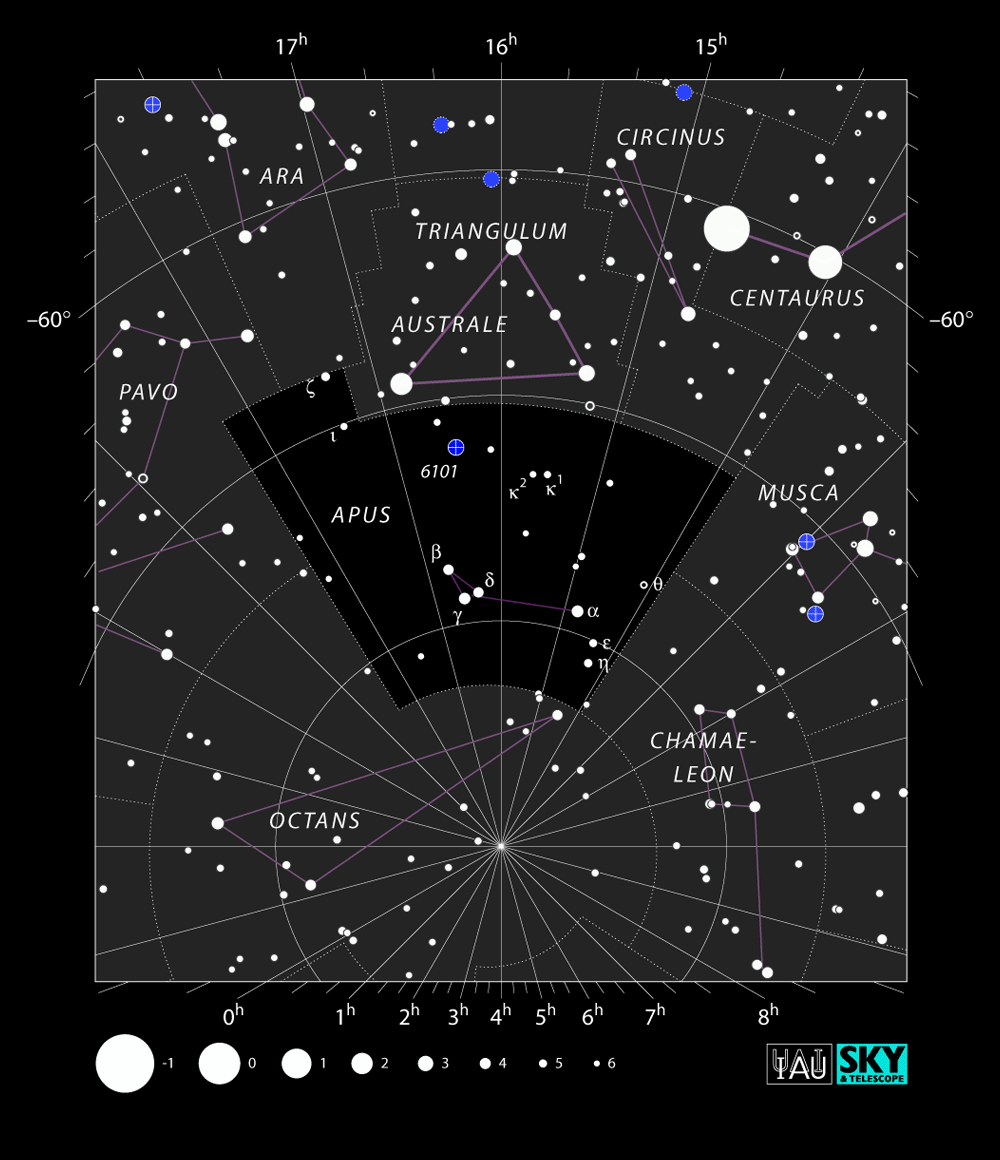 17h
16h
15h
CIRCINUS
ARA
TRIANGULUM
CENTAURUS
-60°
-60°
AUSTRALE
ζ
PAVO
ι
6101
κ2 κ1
MUSCA
APUS
β
δ
θ
γ
α
ε
η
CHAMAE-
LEON
OCTANS
0h
1h
2h
3h
4h
5h
6h
7h
8h
-1
0
1
2
3
4
5
6
IAU
SKY
& TELESCOPE